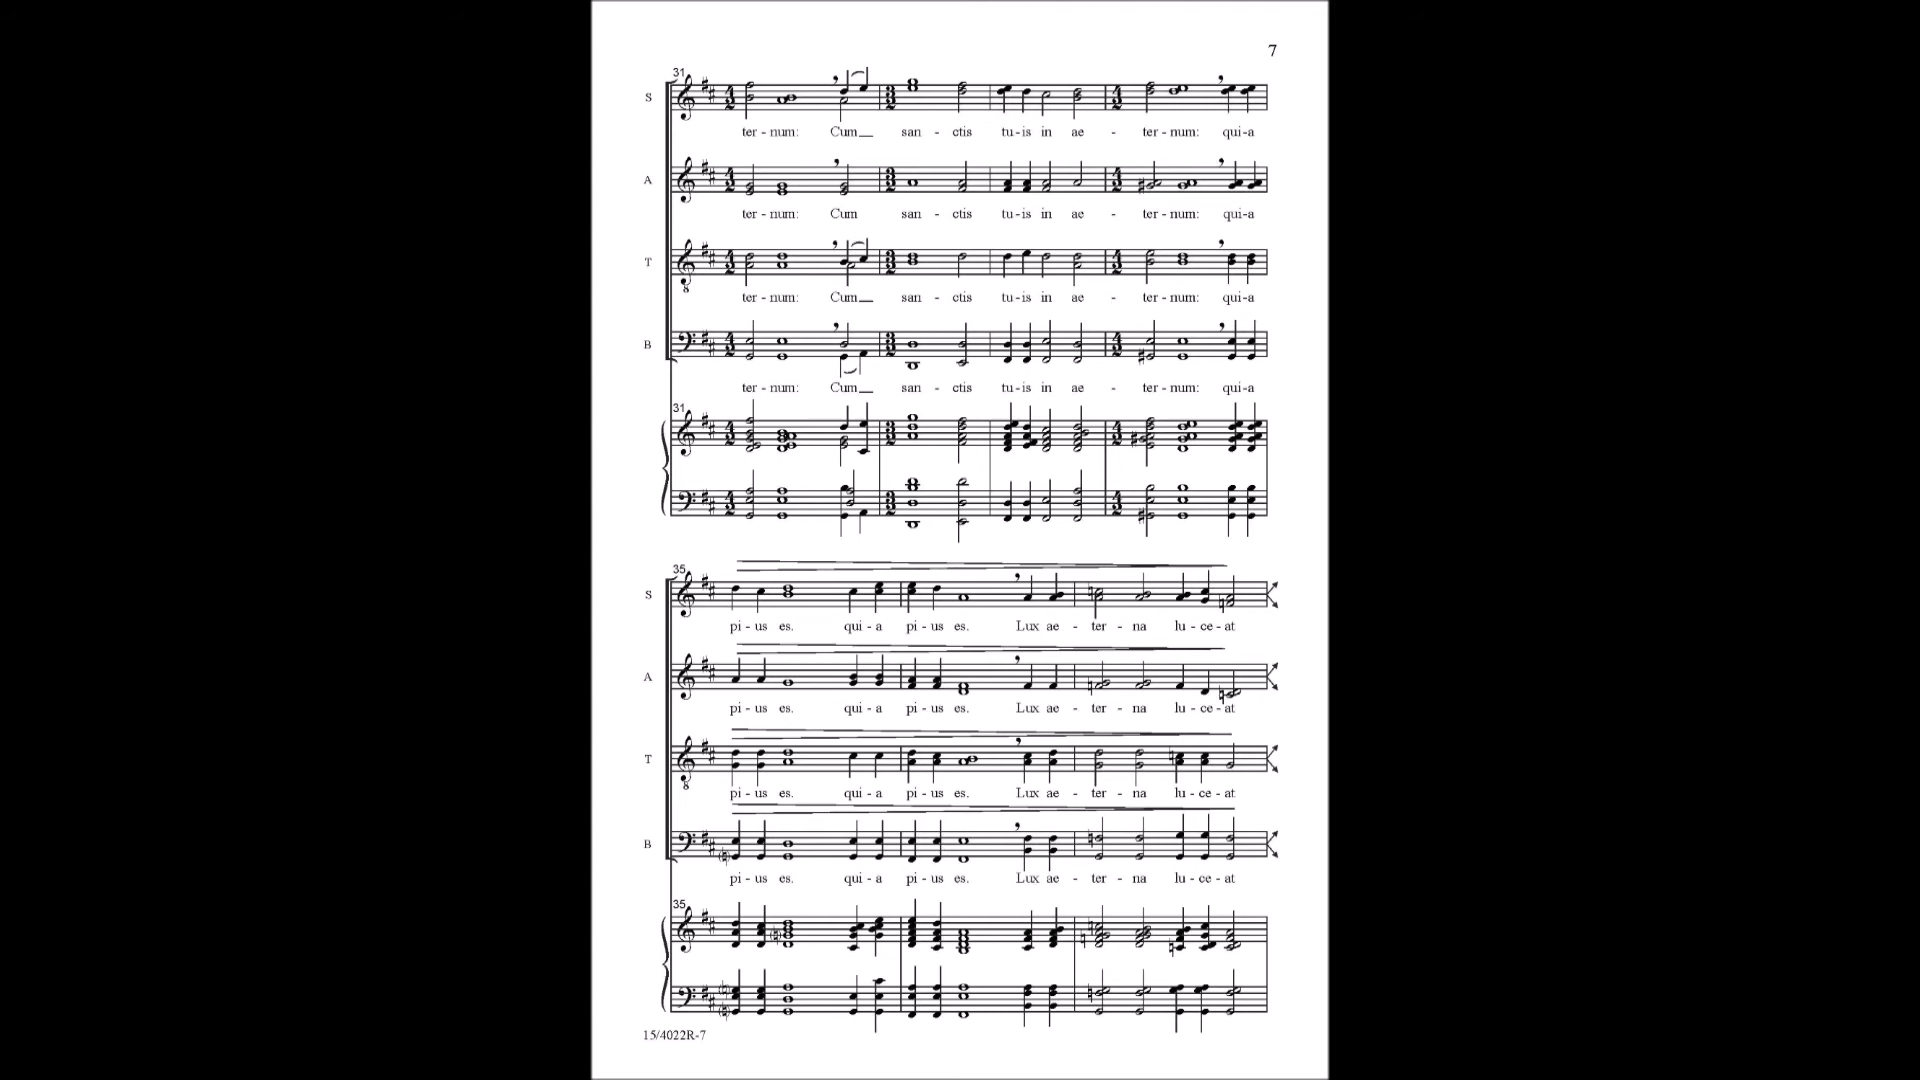 7
31
S
ter - num: Cum__ san - ctis tu - is in ae - ter - num: qui - a
A
ter - num: Cum san - ctis tu - is in ae - ter - num: qui - a
T
8
ter - num: Cum__ san - ctis tu - is in ae - ter - num: qui - a
B
ter - num: Cum__ san - ctis tu - is in ae - ter - num: qui - a
31
35
S
pi - us es. qui - a pi - us es. Lux ae - ter - na lu - ce - at
A
pi - us es. qui - a pi - us es. Lux ae - ter - na lu - ce - at
T
8
pi - us es. qui - a pi - us es. Lux ae - ter - na lu - ce - at
B
pi - us es. qui - a pi - us es. Lux ae - ter - na lu - ce - at
35
15/4022R-7